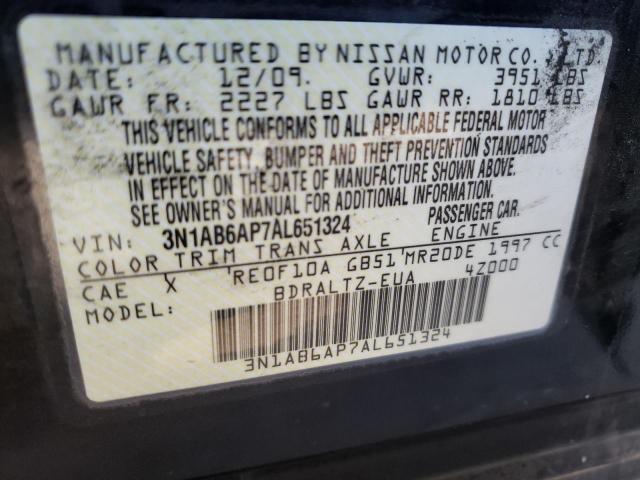 MANUFACTURED BY NISSAN MOTOR CO. LTD
DATE: 12/09. GVWR: 3951 LBS
GAWR FR: 2227 LBS GAWR RR: 1810 LBS
THIS VEHICLE CONFORMS TO ALL APPLICABLE FEDERAL MOTOR
VEHICLE SAFETY, BUMPER AND THEFT PREVENTION STANDARDS
IN EFFECT ON THE DATE OF MANUFACTURE SHOWN ABOVE.
SEE OWNER'S MANUAL FOR ADDITIONAL INFORMATION.
VIN: 3N1AB6AP7AL651324 PASSENGER CAR.
COLOR TRIM TRANS AXLE ENGINE
CAE X RE0F10A GB51 MR20DE 1997 CC
MODEL: BDRALTZ-EUA 4Z000
3N1AB6AP7AL651324